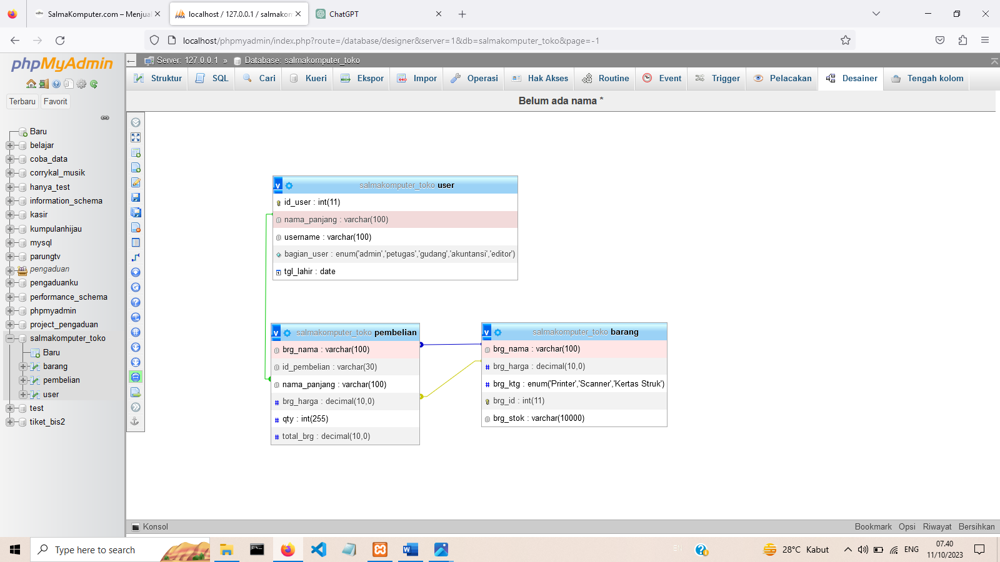 SalmaKomputer.com – Menjual
localhost / 127.0.0.1 / salmakom
ChatGPT
localhost/phpmyadmin/index.php?route=/database/designer&server=1&db=salmakomputer_toko&page=-1
phpMyAdmin
Terbaru
Favorit
Baru
belajar
coba_data
corrykal_musik
hanya_test
information_schema
kasir
kumpulanhijau
mysql
parungtv
pengaduan
pengaduanku
performance_schema
phpmyadmin
project_pengaduan
salmakomputer_toko
Baru
barang
pembelian
user
test
tiket_bis2
Server: 127.0.0.1 » Database: salmakomputer_toko
Struktur SQL Cari Kueri Ekspor Impor Operasi Hak Akses Routine Event Trigger Pelacakan Desainer Tengah kolom
Belum ada nama *
salmakomputer_toko user
id_user : int(11)
nama_panjang : varchar(100)
username : varchar(100)
bagian_user : enum('admin','petugas','gudang','akuntansi','editor')
tgl_lahir : date
salmakomputer_toko pembelian
brg_nama : varchar(100)
id_pembelian : varchar(30)
nama_panjang : varchar(100)
brg_harga : decimal(10,0)
qty : int(255)
total_brg : decimal(10,0)
salmakomputer_toko barang
brg_nama : varchar(100)
brg_harga : decimal(10,0)
brg_ktg : enum('Printer','Scanner','Kertas Struk')
brg_id : int(11)
brg_stok : varchar(10000)
Konsol
Bookmark Opsi Riwayat Bersihkan
Type here to search
28°C Kabut
ENG
07.40
11/10/2023